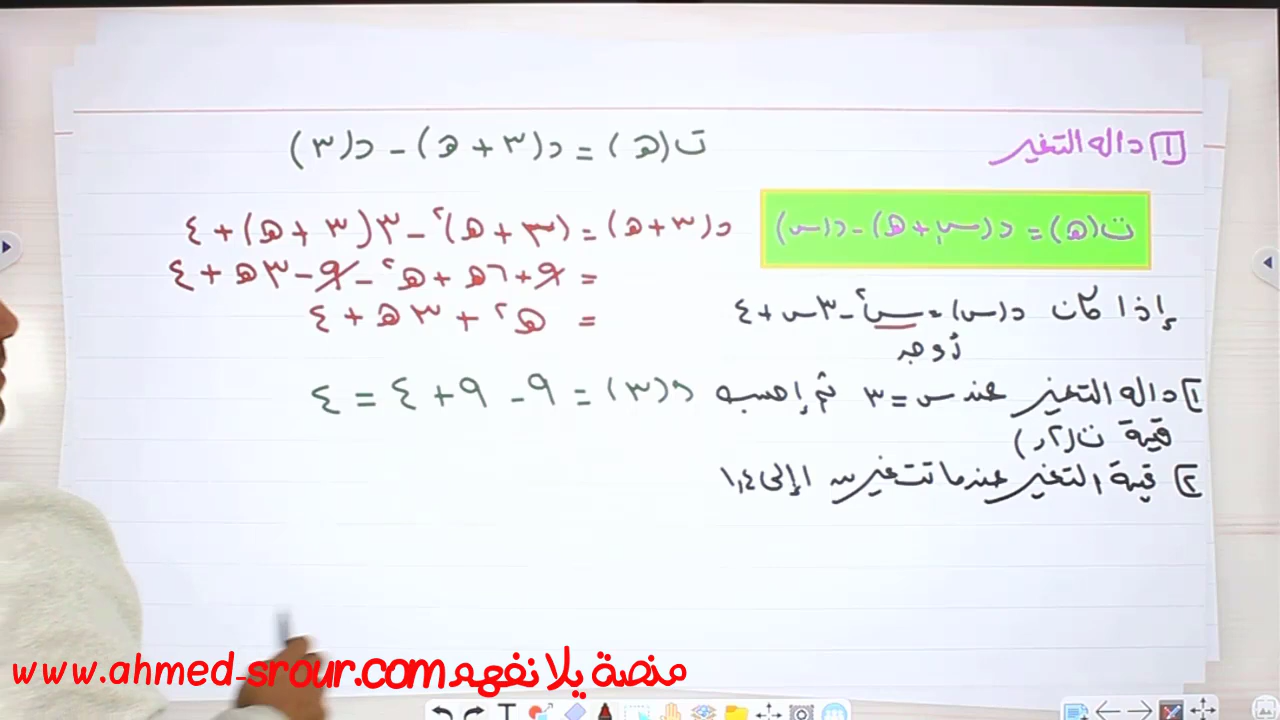 ١ داله التغير
ت(هـ) = د(٣ + هـ) - د(٣)
ت(هـ) = د(س + هـ) - د(س)
د(٣+هـ) = (٣ + هـ)٢ - ٣(٣ + هـ) + ٤
= ٩ + ٦هـ + هـ٢ - ٩ - ٣هـ + ٤
= هـ٢ + ٣هـ + ٤
إذا كان د(س) = س٢ - ٣س + ٤
أوجد
١ داله التغير عند س = ٣ ثم إحسب
قيمة ت(٠٫٢)
د(٣) = ٩ - ٩ + ٤ = ٤
٢ قيمة التغير عندما تتغير س ١ إلى ١٫٤
www.ahmed-srour.com منصة يلا نفهم
T